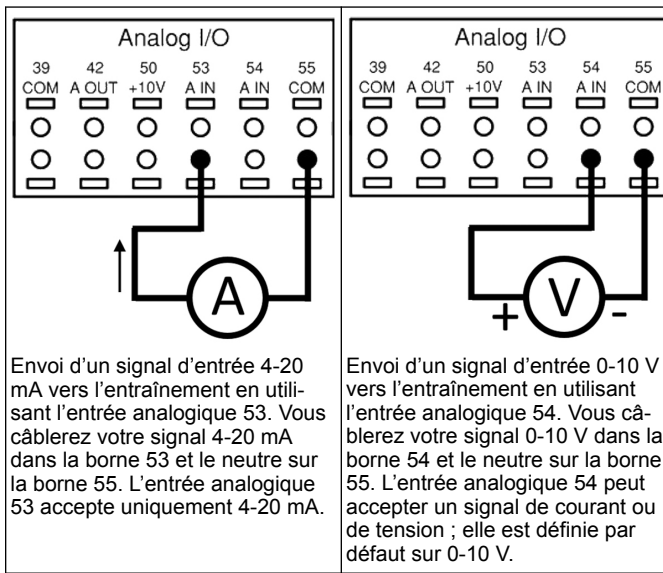 Analog I/O
39 42 50 53 54 55
COM A OUT +10V A IN A IN COM
A
Envoi d'un signal d'entrée 4-20
mA vers l'entraînement en utili-
sant l'entrée analogique 53. Vous
câblerez votre signal 4-20 mA
dans la borne 53 et le neutre sur
la borne 55. L'entrée analogique
53 accepte uniquement 4-20 mA.
Analog I/O
39 42 50 53 54 55
COM A OUT +10V A IN A IN COM
+ V -
Envoi d'un signal d'entrée 0-10 V
vers l'entraînement en utilisant
l'entrée analogique 54. Vous câ-
blerez votre signal 0-10 V dans la
borne 54 et le neutre sur la borne
55. L'entrée analogique 54 peut
accepter un signal de courant ou
de tension ; elle est définie par
défaut sur 0-10 V.